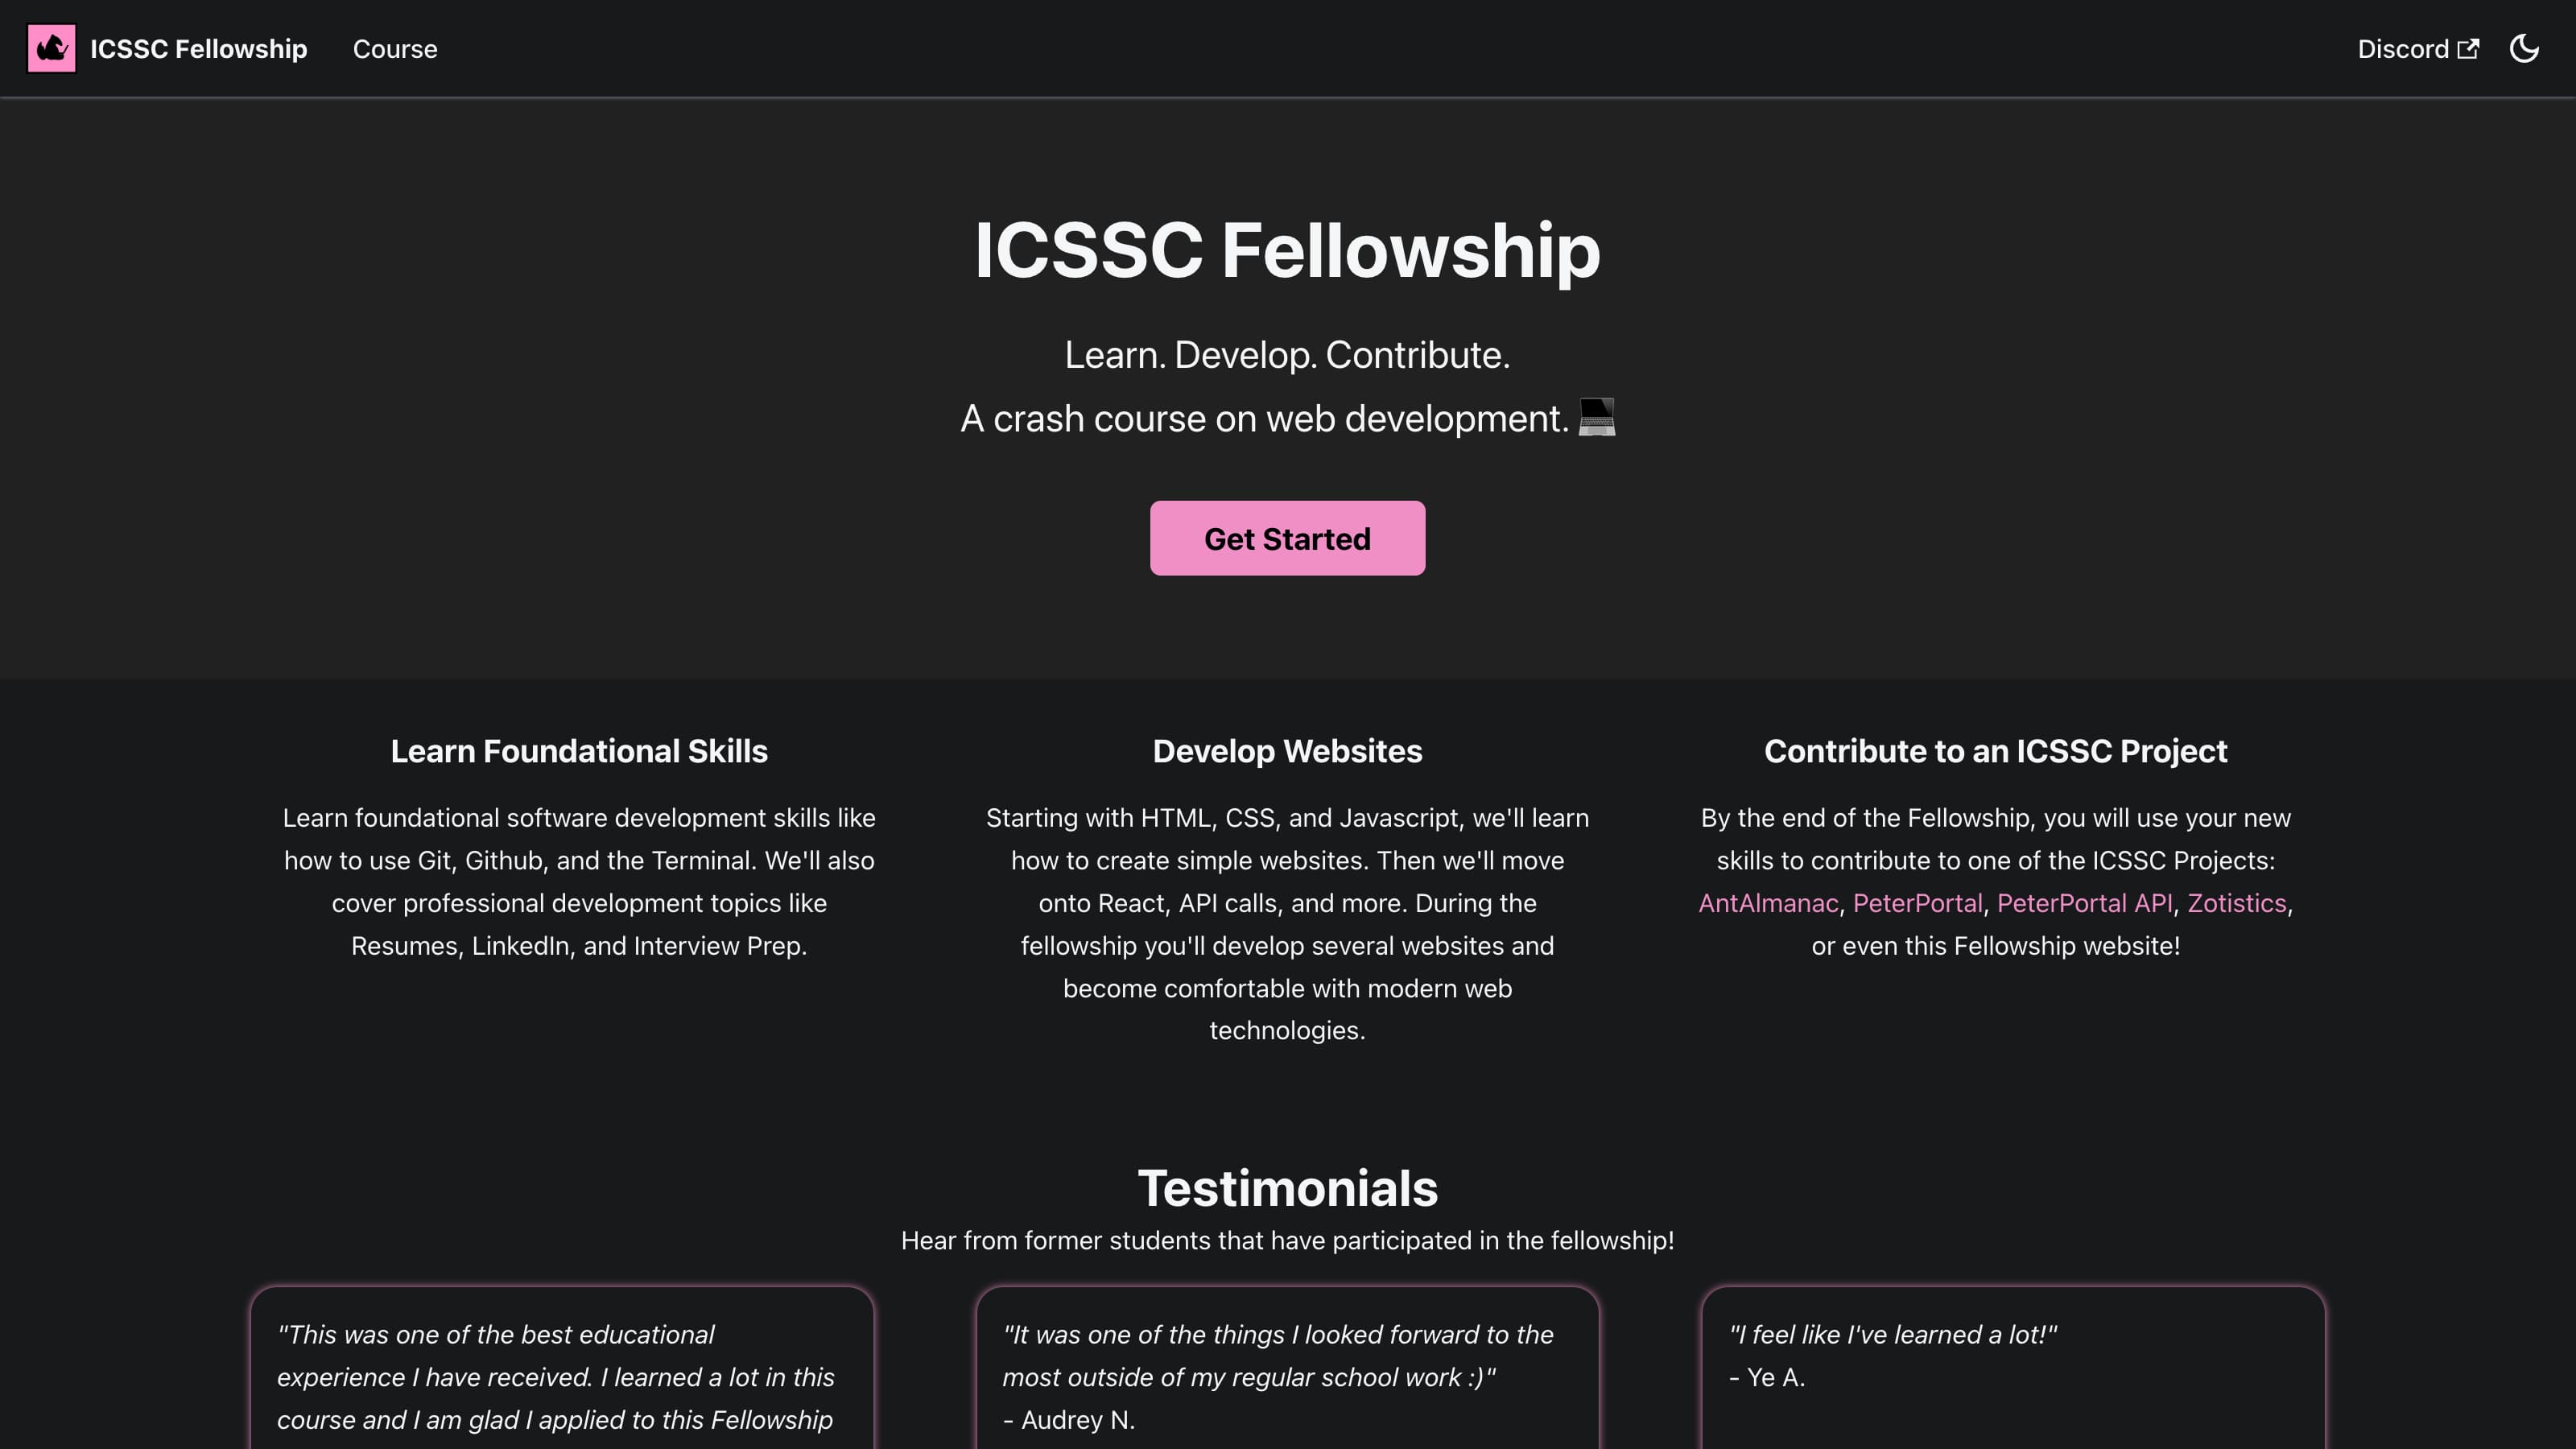 ICSSC Fellowship
Course
Discord
ICSSC Fellowship
Learn. Develop. Contribute.
A crash course on web development. 💻
Get Started
Learn Foundational Skills
Learn foundational software development skills like
how to use Git, Github, and the Terminal. We'll also
cover professional development topics like
Resumes, LinkedIn, and Interview Prep.
Develop Websites
Starting with HTML, CSS, and Javascript, we'll learn
how to create simple websites. Then we'll move
onto React, API calls, and more. During the
fellowship you'll develop several websites and
become comfortable with modern web
technologies.
Contribute to an ICSSC Project
By the end of the Fellowship, you will use your new
skills to contribute to one of the ICSSC Projects:
AntAlmanac, PeterPortal, PeterPortal API, Zotistics,
or even this Fellowship website!
Testimonials
Hear from former students that have participated in the fellowship!
"This was one of the best educational
experience I have received. I learned a lot in this
course and I am glad I applied to this Fellowship
"It was one of the things I looked forward to the
most outside of my regular school work :)"
- Audrey N.
"I feel like I've learned a lot!"
- Ye A.